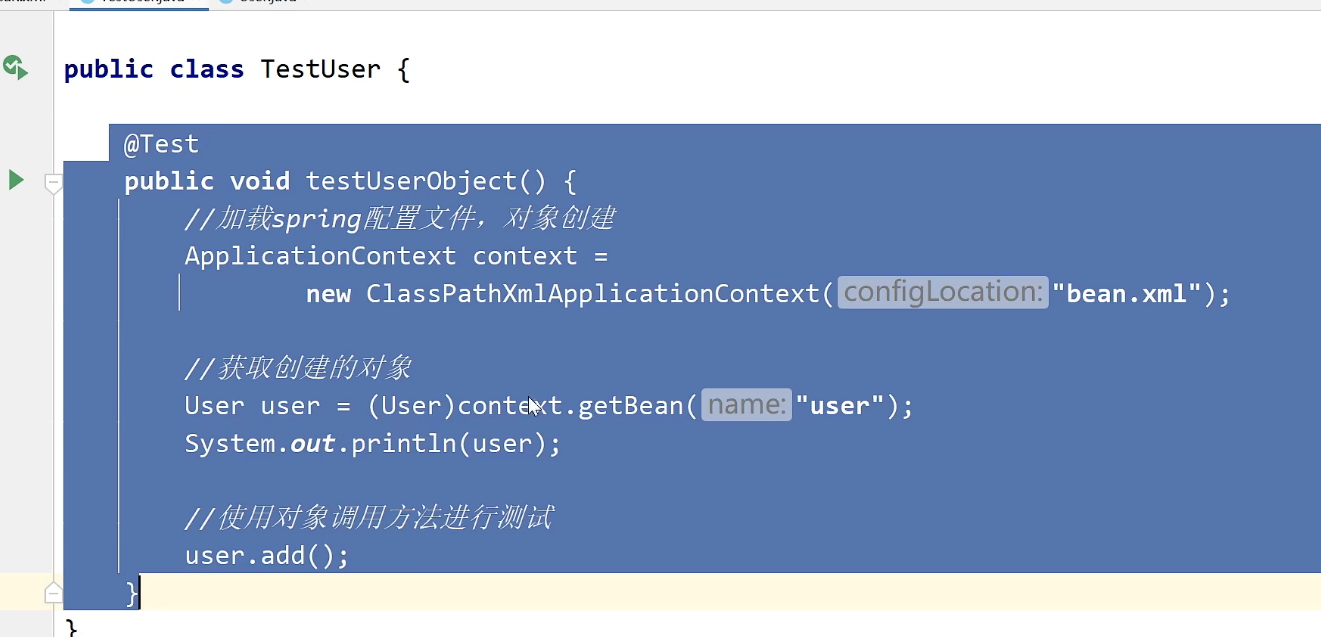 public class TestUser {
@Test
public void testUserObject() {
//加载spring配置文件，对象创建
ApplicationContext context =
new ClassPathXmlApplicationContext( configLocation: "bean.xml");
//获取创建的对象
User user = (User)context.getBean( name: "user");
System.out.println(user);
//使用对象调用方法进行测试
user.add();
}
}